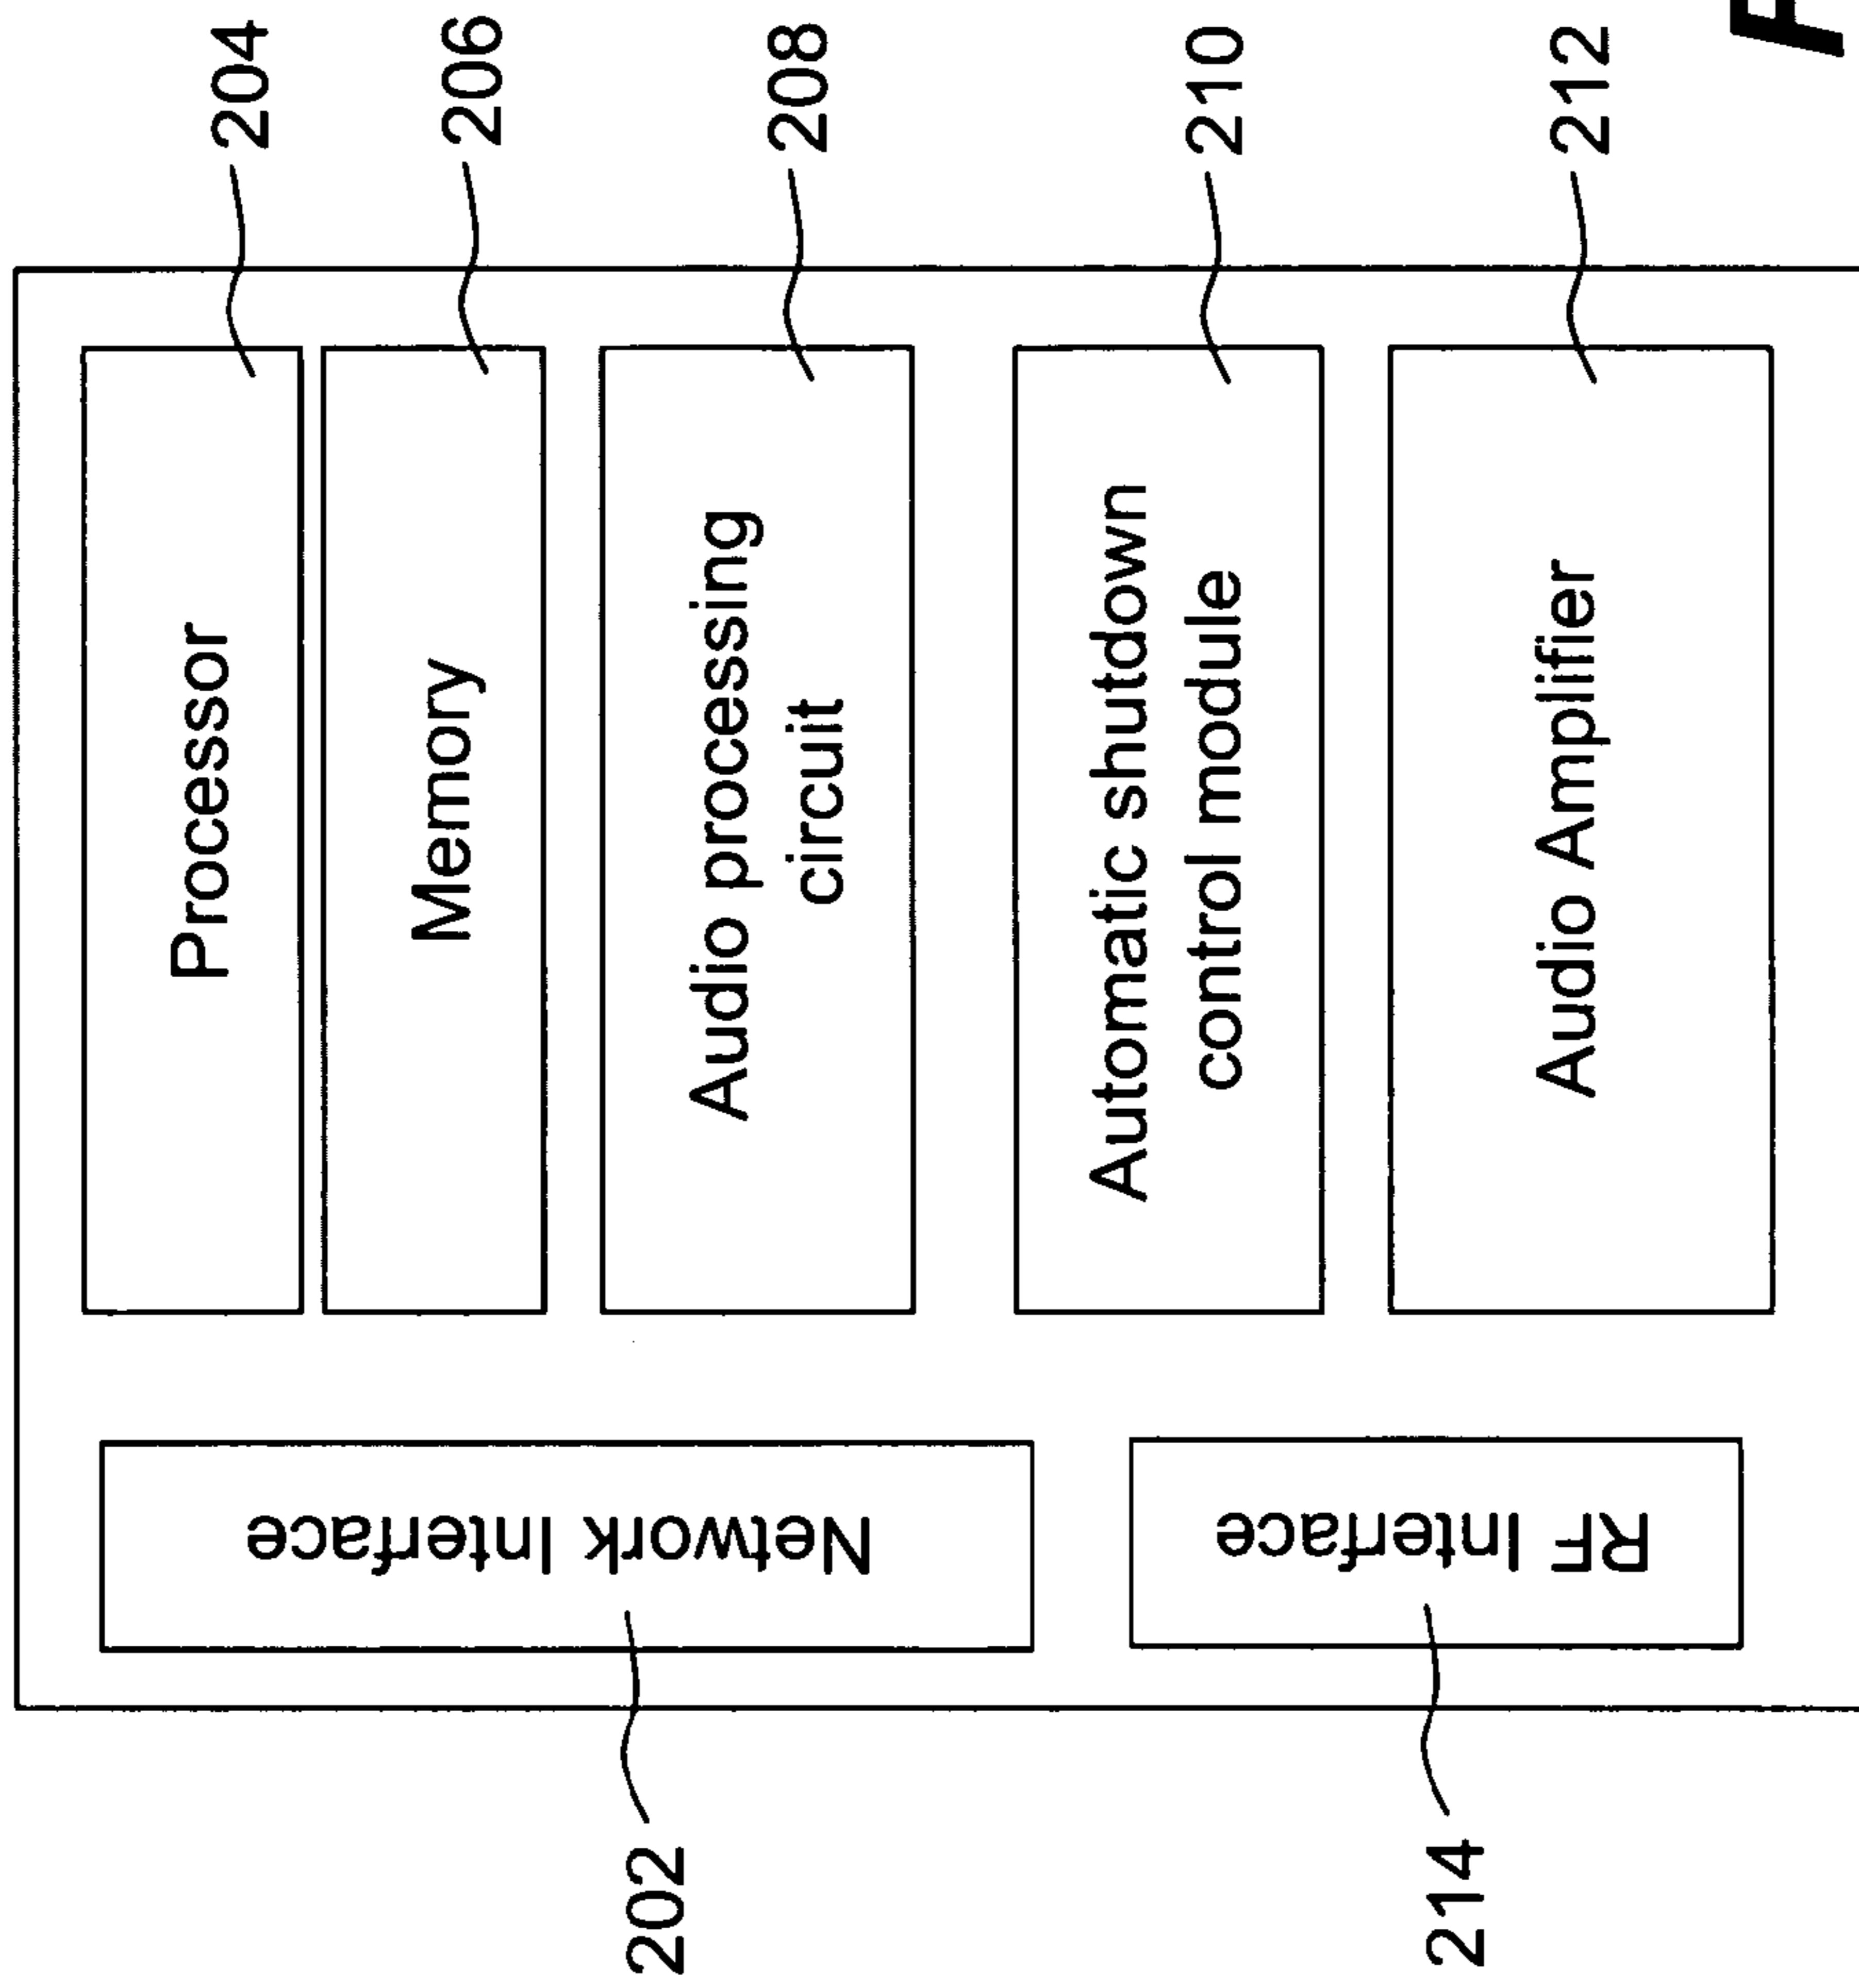 204
Processor
206
Memory
208
Audio processing
circuit
210
Automatic shutdown
control module
212
Audio Amplifier
202
Network Interface
214
RF Interface